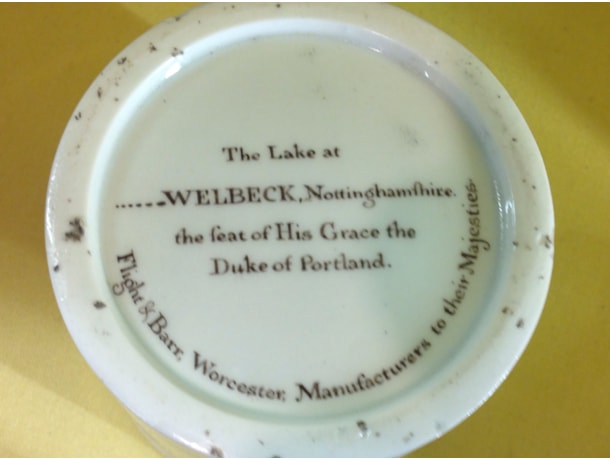 The Lake at
......WELBECK, Nottinghamſhire.
the ſeat of His Grace the
Duke of Portland.
Flight & Barr, Worcester, Manufacturers to their Majesties.